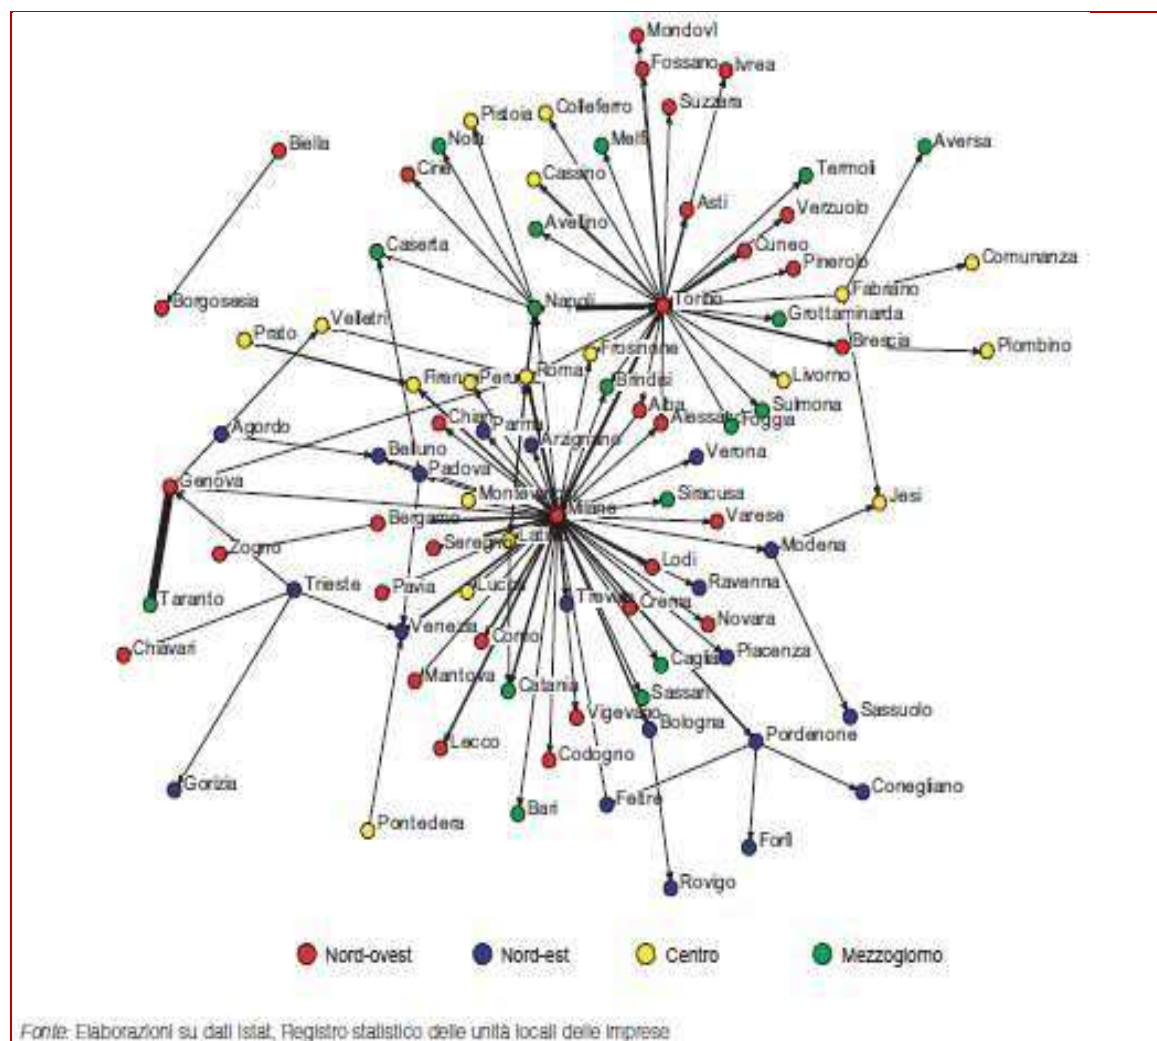 Mondovì
Fossano Ivrea
Suzzara
Pistoia Colleferro
Biella Nola Melfi Aversa
Ciriè Casano Termoli
Asti Verzuolo
Avellino
Caserta Cuneo
Pinerolo Comunanza
Borgosesia Napoli Torino Fabriano
Velletri Grottaminarda
Prato Frosinone Brescia Piombino
Roma
Brindisi Livorno
Alba Sulmona
Foggia
Agordo Parma
Arzignano
Belluno Verona
Padova
Genova Siracusa
Bergamo Milano Varese Jesi
Seregno Modena
Zogno Lodi
Taranto Trieste Pavia Lucca Ravenna
Crema
Venezia Novara
Chiavari Como Piacenza
Mantova Catania Sassari
Vigevano Bologna Sassuolo
Lecco Codogno Pordenone
Gorizia Feltre Conegliano
Bari
Pontedera Forlì
Rovigo
Nord-ovest Nord-est Centro Mezzogiorno
Fonte: Elaborazioni su dati Istat, Registro statistico delle unità locali delle imprese